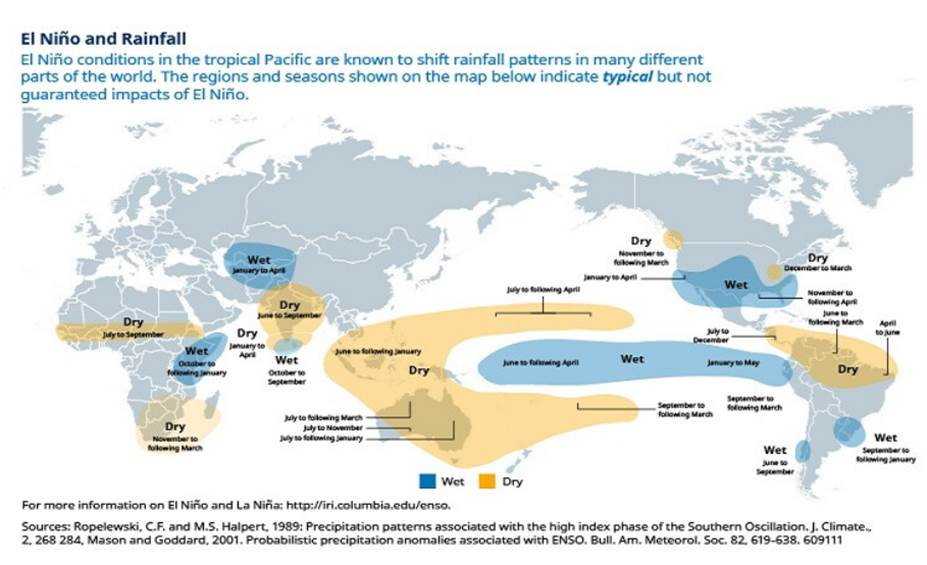 El Niño and Rainfall
El Niño conditions in the tropical Pacific are known to shift rainfall patterns in many different
parts of the world. The regions and seasons shown on the map below indicate typical but not
guaranteed impacts of El Niño.
Dry
November to
following March
Dry
December to March
Wet
January to April
January to April
Wet
November to
following April
Dry
June to September
July to following April
June to
following March
April
to June
Dry
July to September
Dry
January to
April
July to
December
Wet
October to
following January
Wet
October to
September
June to following January
Dry
June to following April
Wet
January to May
Dry
July to following March
July to November
July to following January
September to
following March
September to
following March
Dry
November to
following March
Wet
June to
September
Wet
September to
following January
Wet
Dry
For more information on El Niño and La Niña: http://iri.columbia.edu/enso.
Sources: Ropelewski, C.F. and M.S. Halpert, 1989: Precipitation patterns associated with the high index phase of the Southern Oscillation. J. Climate.,
2, 268 284, Mason and Goddard, 2001. Probabilistic precipitation anomalies associated with ENSO. Bull. Am. Meteorol. Soc. 82, 619-638. 609111